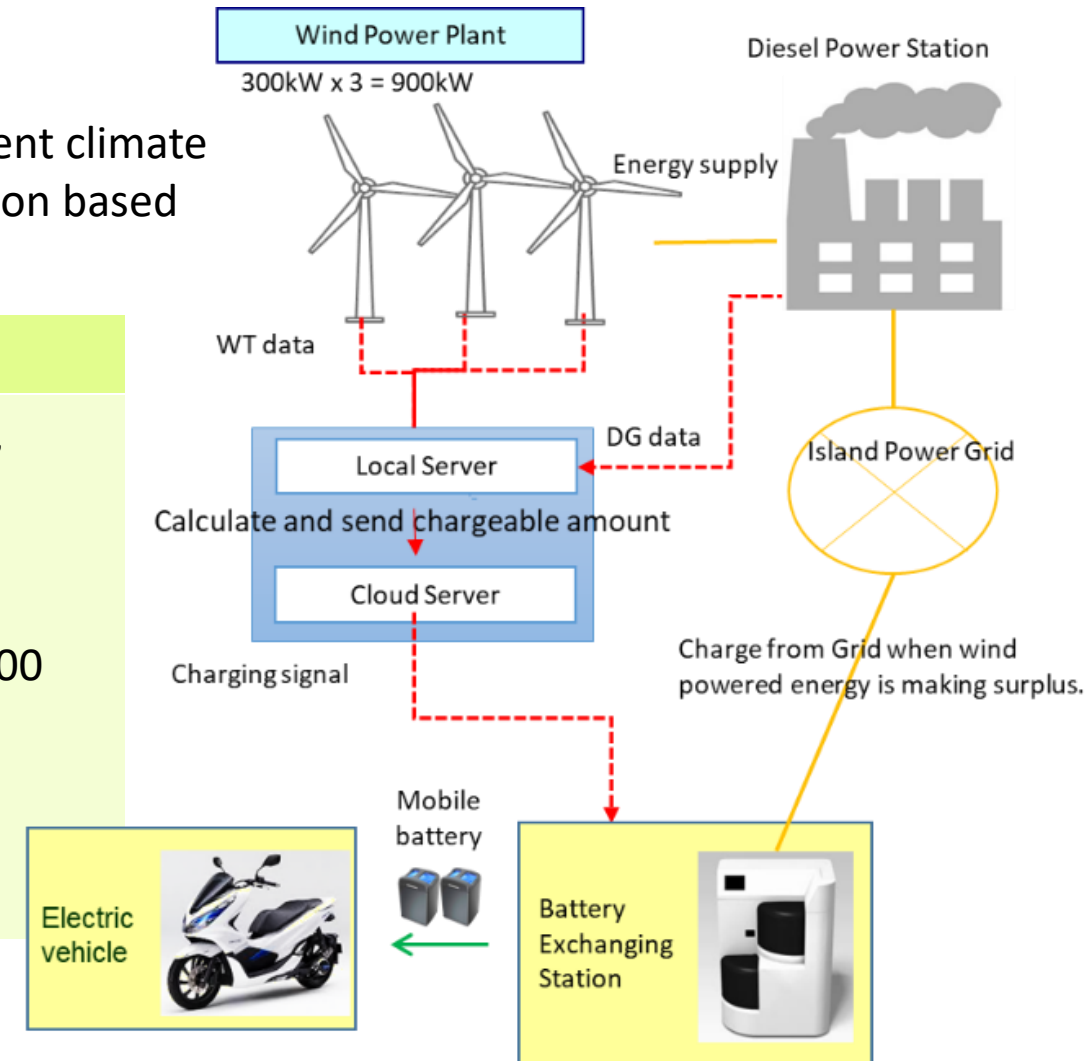 Wind Power Plant
300kW x 3 = 900kW
Diesel Power Station
ent climate
on based
Energy supply
WT data
DG data
Local Server
Island Power Grid
Calculate and send chargeable amount
Cloud Server
00
Charging signal
Charge from Grid when wind
powered energy is making surplus.
Mobile
battery
Electric
vehicle
Battery
Exchanging
Station